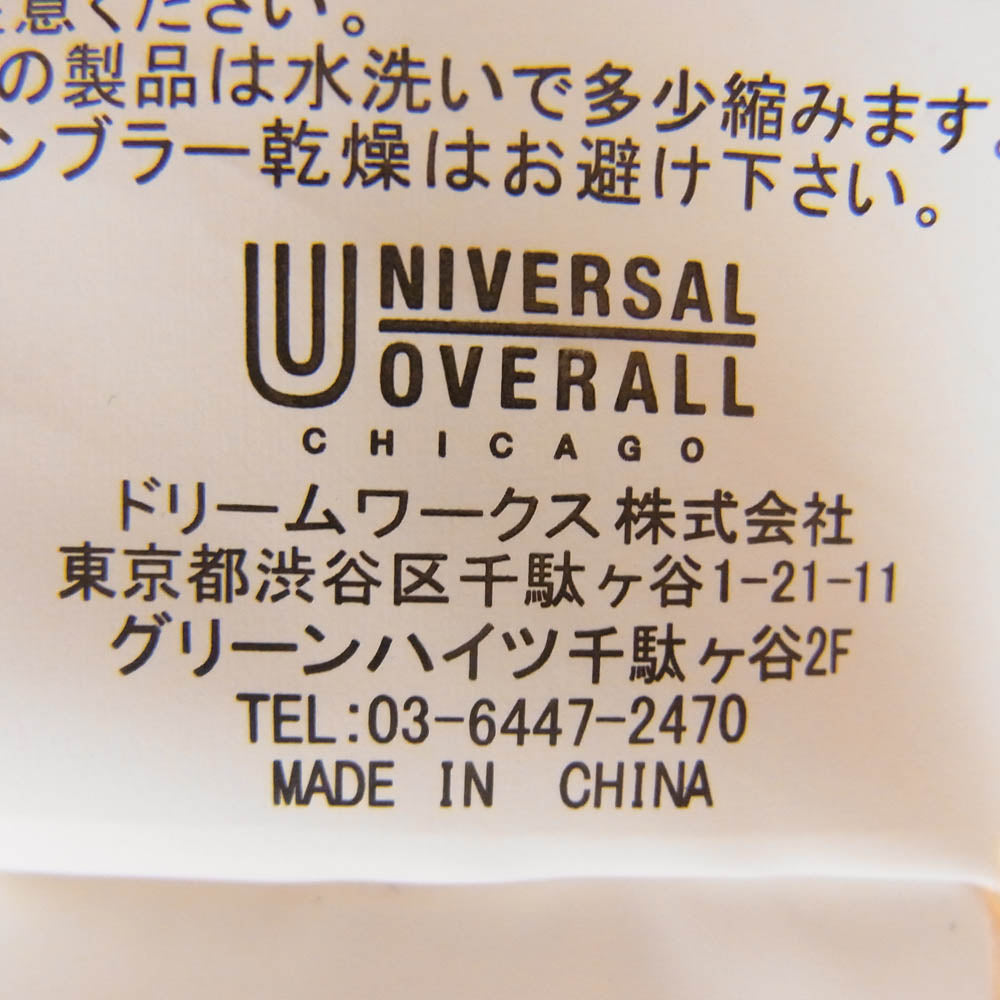 意ください。
の製品は水洗いで多少縮みます。
ンブラー乾燥はお避け下さい。
UNIVERSAL
OVERALL
CHICAGO
ドリームワークス株式会社
東京都渋谷区千駄ヶ谷1-21-11
グリーンハイツ千駄ヶ谷2F
TEL:03-6447-2470
MADE IN CHINA